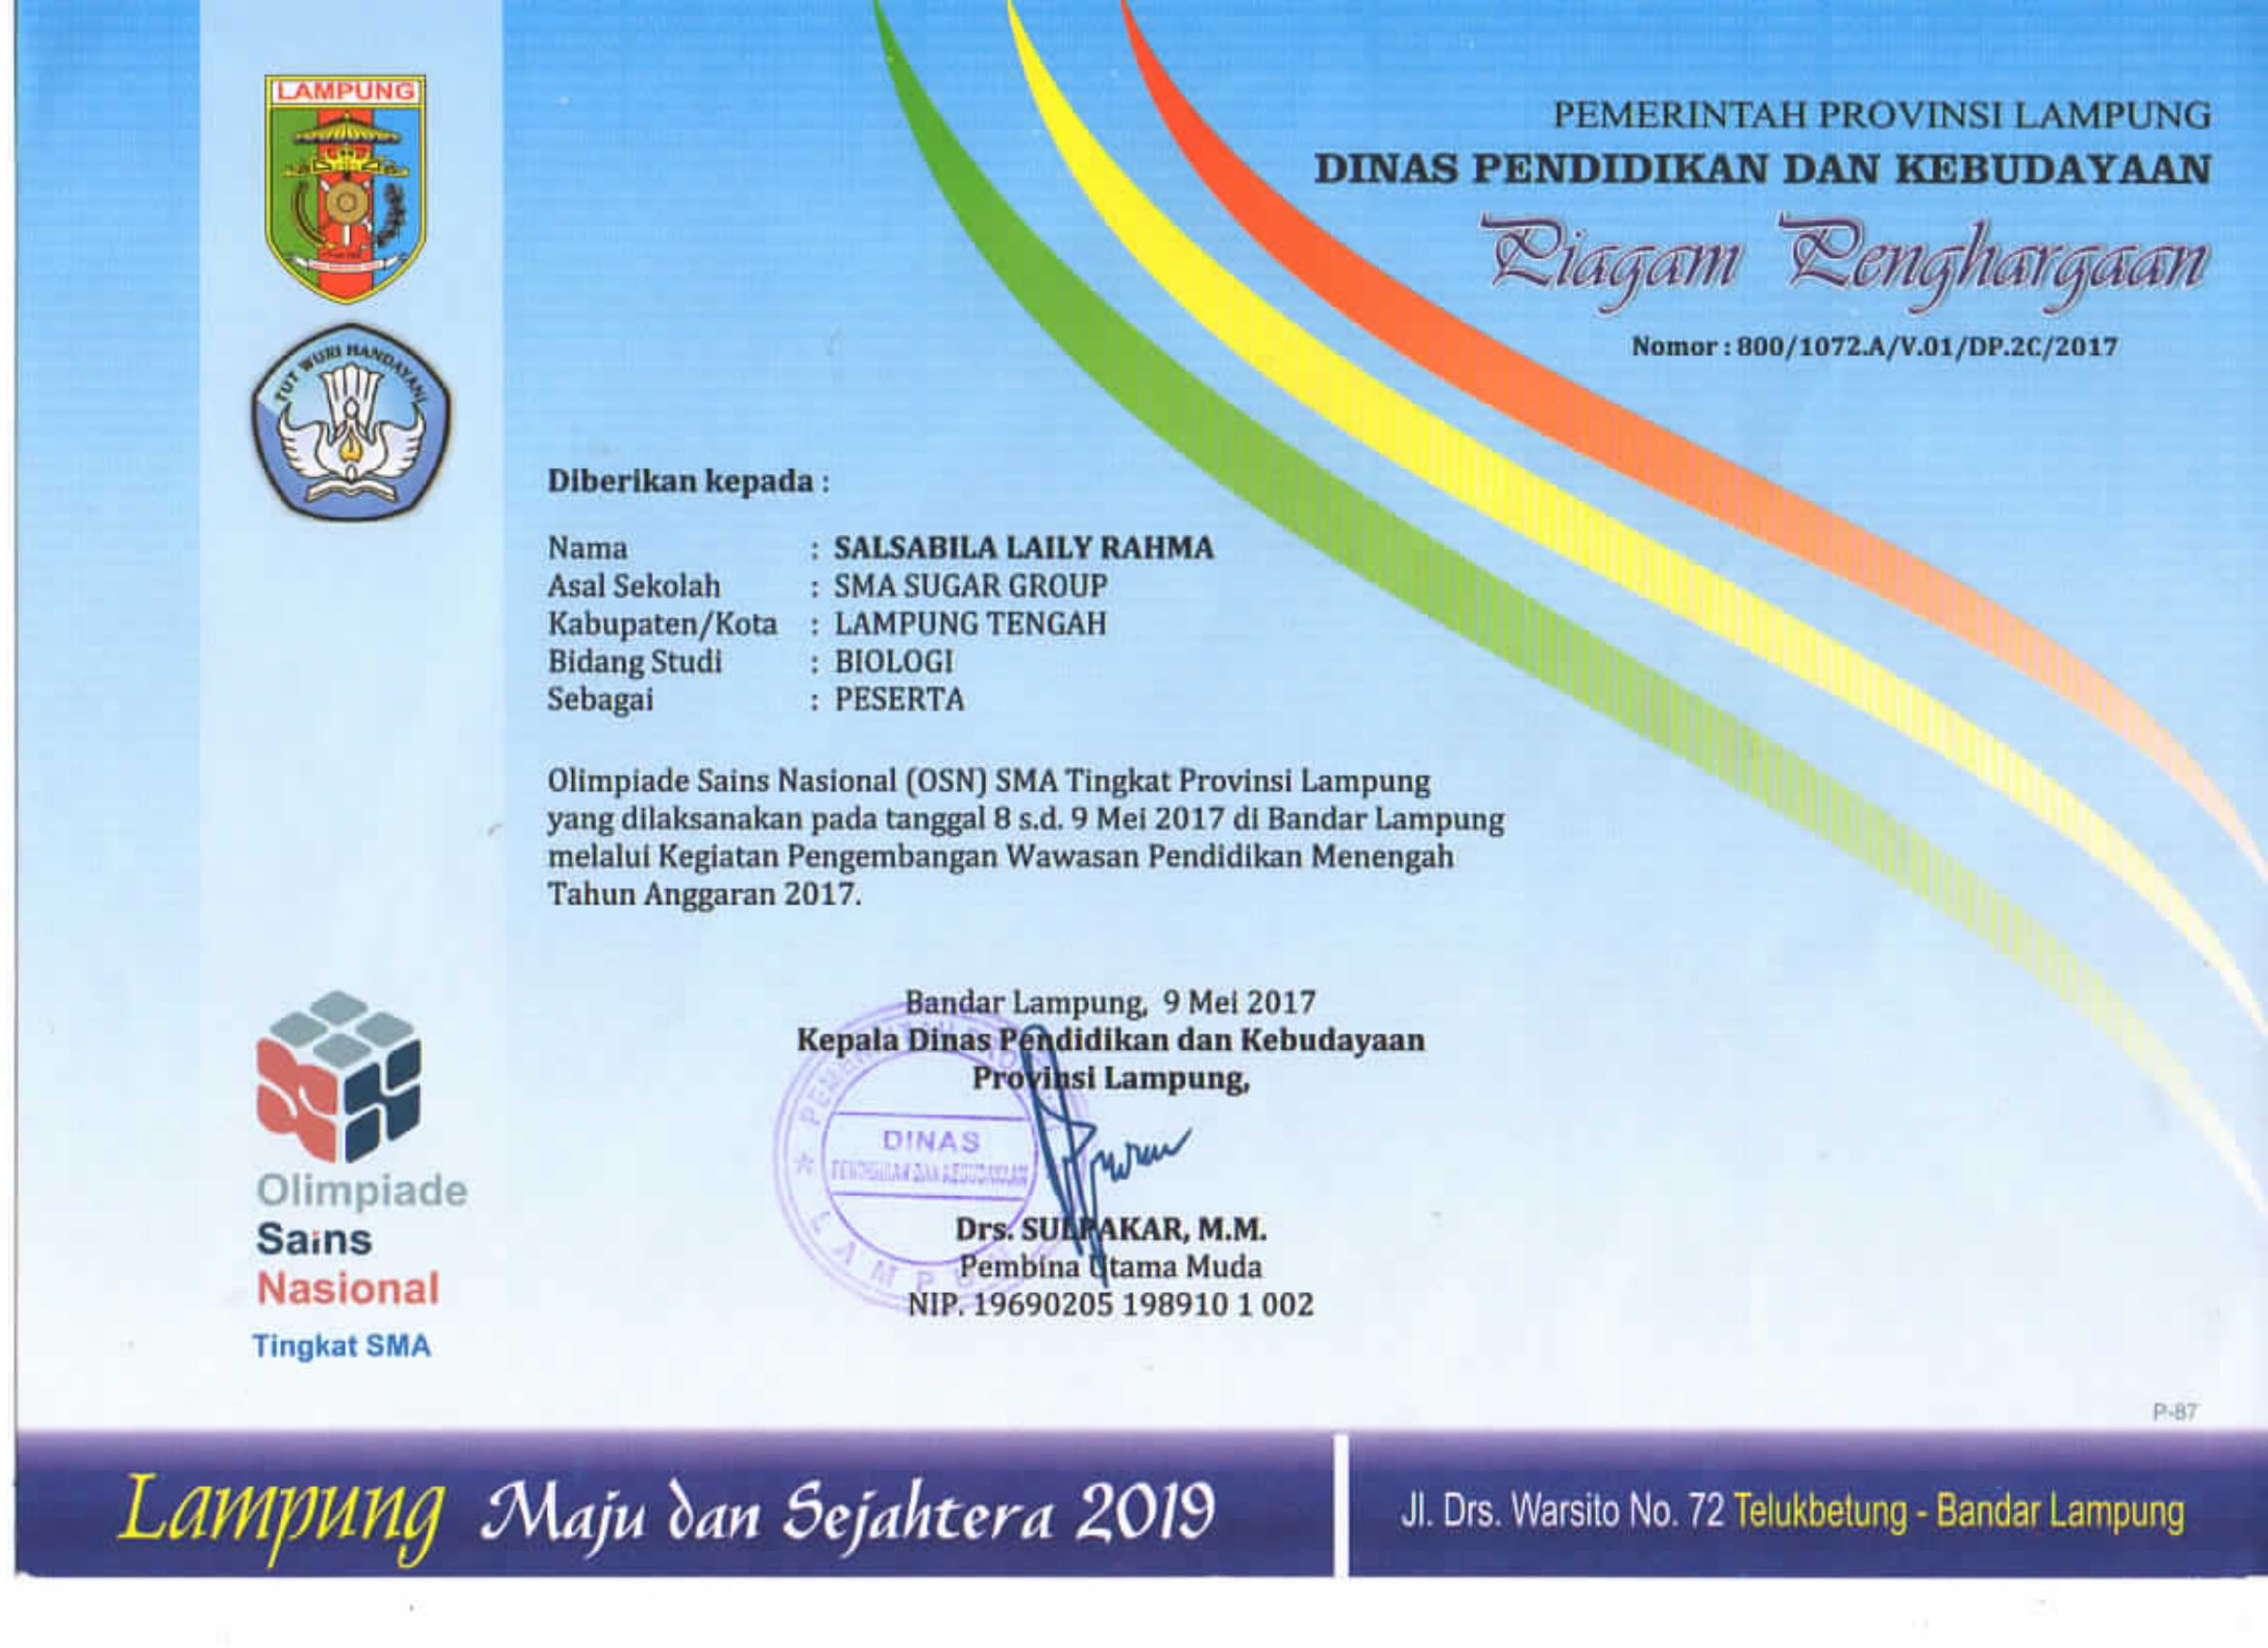 LAMPUNG
TUT WURI HANDAYANI
PEMERINTAH PROVINSI LAMPUNG
DINAS PENDIDIKAN DAN KEBUDAYAAN
Piagam Penghargaan
Nomor : 800/1072.A/V.01/DP.2C/2017
Diberikan kepada :
Nama : SALSABILA LAILY RAHMA
Asal Sekolah : SMA SUGAR GROUP
Kabupaten/Kota : LAMPUNG TENGAH
Bidang Studi : BIOLOGI
Sebagai : PESERTA
Olimpiade Sains Nasional (OSN) SMA Tingkat Provinsi Lampung
yang dilaksanakan pada tanggal 8 s.d. 9 Mei 2017 di Bandar Lampung
melalui Kegiatan Pengembangan Wawasan Pendidikan Menengah
Tahun Anggaran 2017.
Bandar Lampung, 9 Mei 2017
Kepala Dinas Pendidikan dan Kebudayaan
Provinsi Lampung,
DINAS
PENDIDIKAN DAN KEBUDAYAAN
LAMPUNG
Drs. SULPAKAR, M.M.
Pembina Utama Muda
NIP. 19690205 198910 1 002
Olimpiade
Sains
Nasional
Tingkat SMA
P-87
Lampung Maju dan Sejahtera 2019
Jl. Drs. Warsito No. 72 Telukbetung - Bandar Lampung